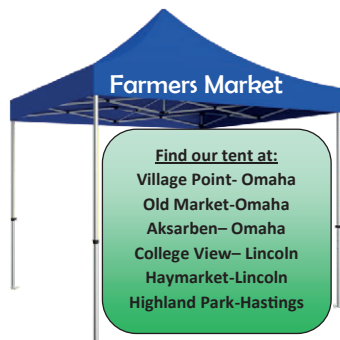 Farmers Market
Find our tent at:
Village Point- Omaha
Old Market-Omaha
Aksarben– Omaha
College View– Lincoln
Haymarket-Lincoln
Highland Park-Hastings